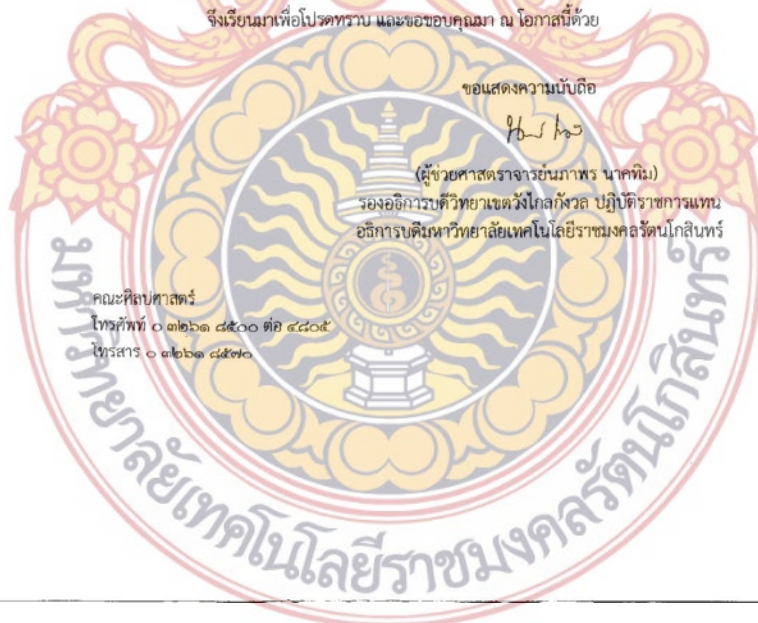 จึงเรียนมาเพื่อโปรดทราบ และขอขอบคุณมา ณ โอกาสนี้ด้วย
ขอแสดงความนับถือ
(ผู้ช่วยศาสตราจารย์นภาพร นาคทิม)
รองอธิการบดีวิทยาเขตวังไกลกังวล ปฏิบัติราชการแทน
อธิการบดีมหาวิทยาลัยเทคโนโลยีราชมงคลรัตนโกสินทร์
คณะศิลปศาสตร์
โทรศัพท์ ๐ ๓๒๖๑ ๘๕๐๐ ต่อ ๔๘๐๕
โทรสาร ๐ ๓๒๖๑ ๘๕๗๐
มหาวิทยาลัยเทคโนโลยีราชมงคลรัตนโกสินทร์